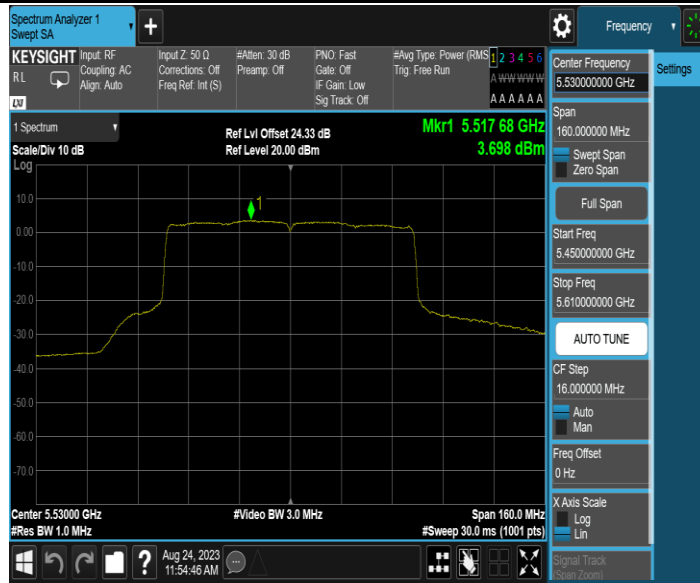 Spectrum Analyzer 1
Swept SA
+
Frequency
KEYSIGHT
RL
LXI
Input: RF
Coupling: AC
Align: Auto
Input Z: 50 Ω
Corrections: Off
Freq Ref: Int (S)
#Atten: 30 dB
Preamp: Off
PNO: Fast
Gate: Off
IF Gain: Low
Sig Track: Off
#Avg Type: Power (RMS
Trig: Free Run
1 2 3 4 5 6
A W W W W W
A A A A A A
Center Frequency
5.530000000 GHz
Settings
Span
160.000000 MHz
Swept Span
Zero Span
Full Span
Start Freq
5.450000000 GHz
Stop Freq
5.610000000 GHz
AUTO TUNE
CF Step
16.000000 MHz
Auto
Man
Freq Offset
0 Hz
X Axis Scale
Log
Lin
Signal Track
(Span Zoom)
1 Spectrum
Scale/Div 10 dB
Ref Lvl Offset 24.33 dB
Ref Level 20.00 dBm
Mkr1 5.517 68 GHz
3.698 dBm
Log
10.0
0.00
-10.0
-20.0
-30.0
-40.0
-50.0
-60.0
-70.0
1
Center 5.53000 GHz
#Res BW 1.0 MHz
#Video BW 3.0 MHz
Span 160.0 MHz
#Sweep 30.0 ms (1001 pts)
?
Aug 24, 2023
11:54:46 AM